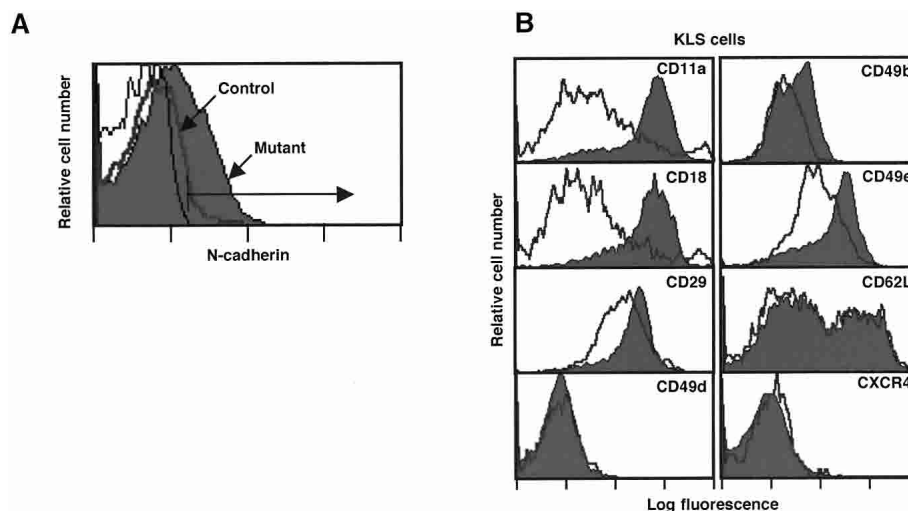 A
Relative cell number
Control
Mutant
N-cadherin
B
KLS cells
Relative cell number
CD11a
CD49b
CD18
CD49e
CD29
CD62L
CD49d
CXCR4
Log fluorescence